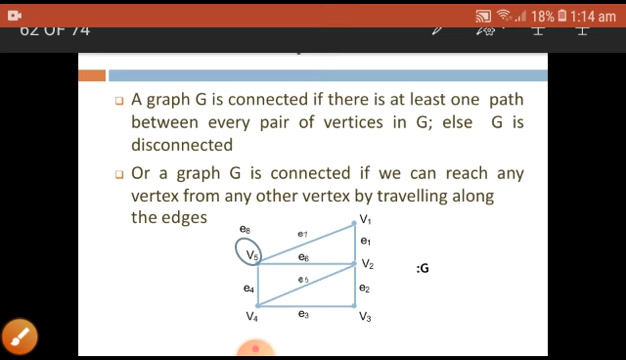 18% 1:14 am
62 OF 74
A graph G is connected if there is at least one path
between every pair of vertices in G; else G is
disconnected
Or a graph G is connected if we can reach any
vertex from any other vertex by travelling along
the edges
V₁
e₈
e₇
e₁
V₅
e₆
V₂
:G
e₅
e₄
e₂
V₄
e₃
V₃